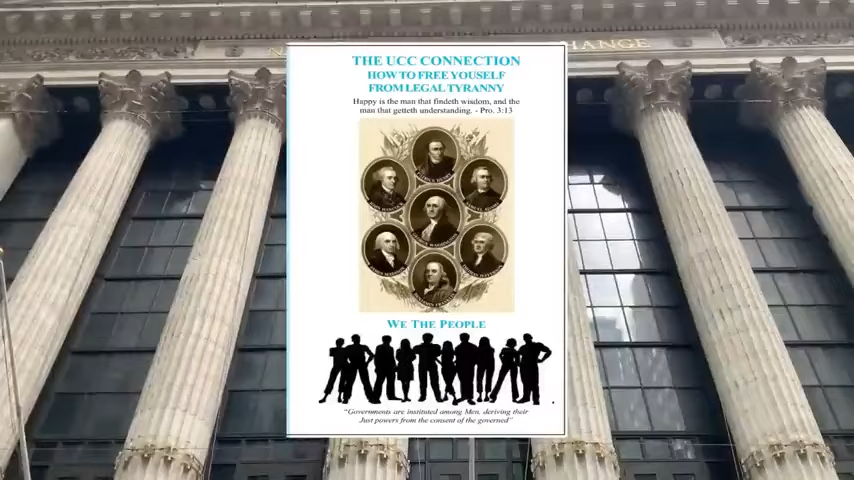 CHANGE
THE UCC CONNECTION
HOW TO FREE YOUSELF
FROM LEGAL TYRANNY
Happy is the man that findeth wisdom, and the
man that getteth understanding. - Pro. 3:13
WE THE PEOPLE
"Governments are instituted among Men, deriving their
Just powers from the consent of the governed"